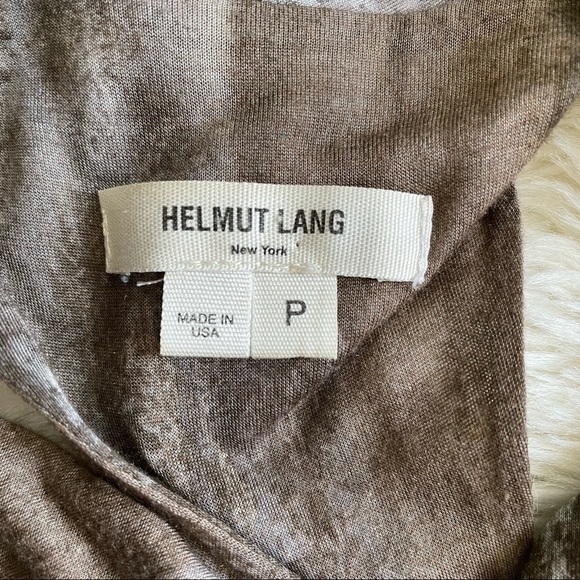 HELMUT LANG
New York
MADE IN
USA
P